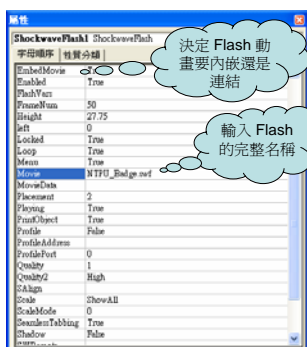 屬性
ShockwaveFlash1 ShockwaveFlash
字母順序 性質分類
EmbedMovie
Enabled True
FlashVars
FrameNum 50
Height 27.75
left 0
Locked True
Loop True
Menu True
Movie NTPU_Badge.swf
MovieData
Placement 2
Playing True
PrintObject True
Profile False
ProfileAddress
ProfilePort 0
Quality 1
Quality2 High
SAlign
Scale ShowAll
ScaleMode 0
SeamlessTabbing True
Shadow False
決定 Flash 動
畫要內嵌還是
連結
輸入 Flash
的完整名稱